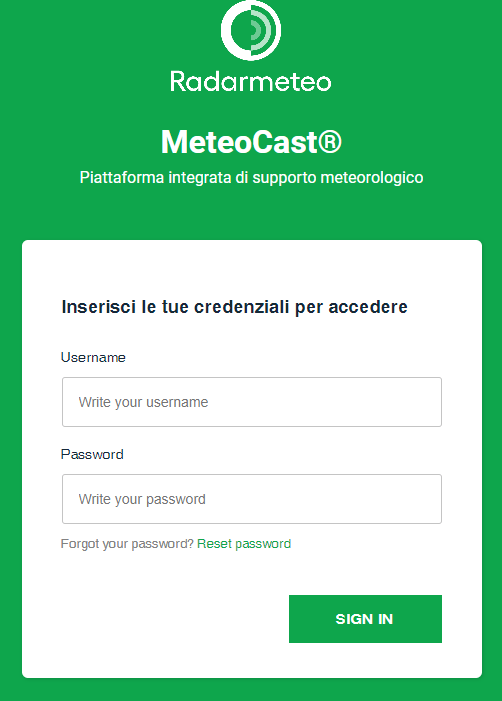 Radarmeteo
MeteoCast®
Piattaforma integrata di supporto meteorologico
Inserisci le tue credenziali per accedere
Username
Write your username
Password
Write your password
Forgot your password? Reset password
SIGN IN